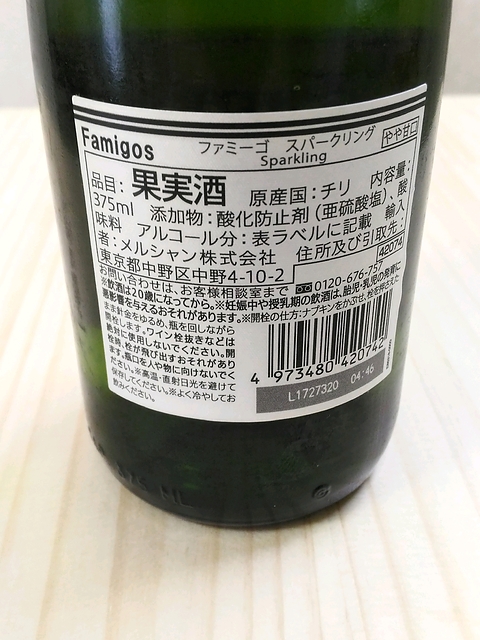 Famigos
ファミーゴ スパークリング
やや甘口
Sparkling
品目: 果実酒 原産国:チリ 内容量:
375ml 添加物:酸化防止剤(亜硫酸塩)、酸
味料 アルコール分:表ラベルに記載 輸入
者:メルシャン株式会社 住所及び引取先:
東京都中野区中野4-10-2
42074
お問い合わせは、お客様相談室まで 0120-676-757
※飲酒は20歳になってから。※妊娠中や授乳期の飲酒は、胎児・乳児の発育に
悪影響を与えるおそれがあります。※開栓の仕方:ナプキンをかぶせ、栓を押さえた
まま針金をゆるめ、瓶を回しながら
開栓します。ワイン栓抜きなどは
絶対に使用しないでください。開
栓時、栓が飛び出すおそれがあり
ます。瓶口を人や物に向けないでく
ださい。※高温・直射日光を避けて
保存してください。※よく冷やしてお
飲みください。
4 973480 420742
L1727320 04:46
375 ML